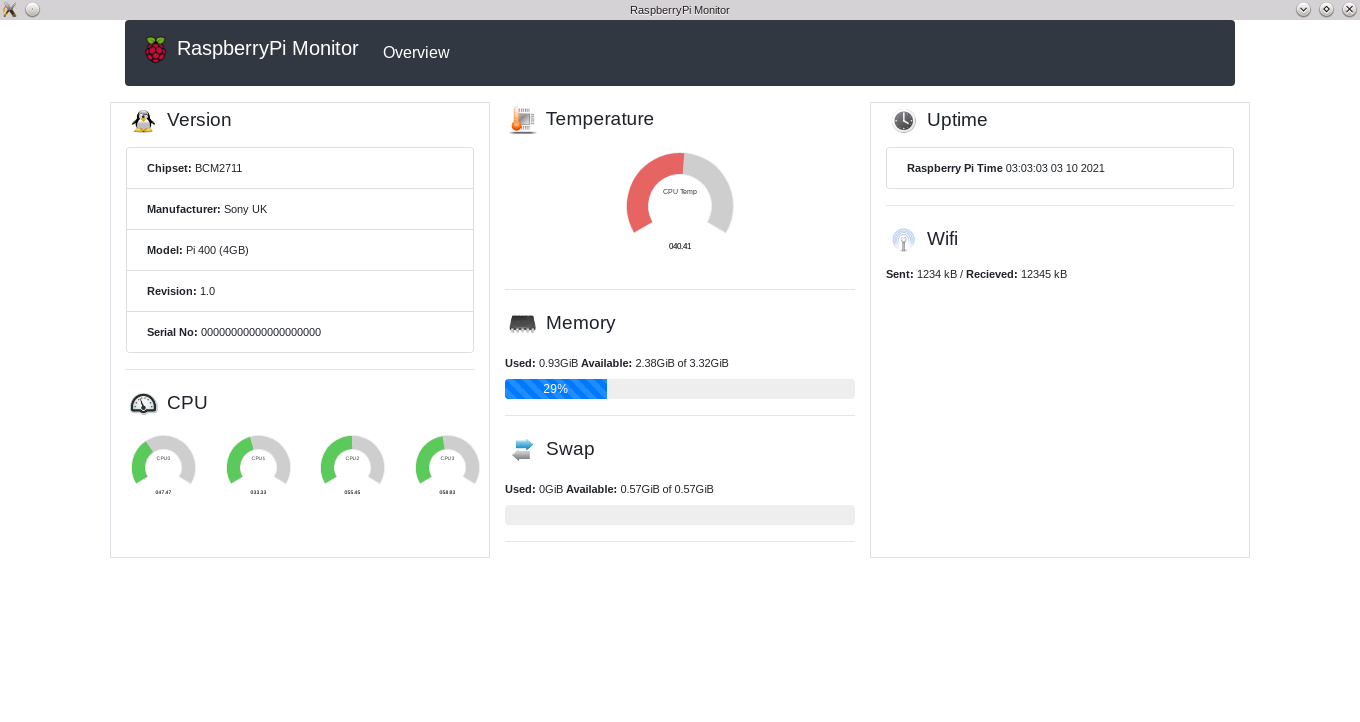 RaspberryPi Monitor
RaspberryPi Monitor
Overview
Version
Chipset: BCM2711
Manufacturer: Sony UK
Model: Pi 400 (4GB)
Revision: 1.0
Serial No: 00000000000000000000
CPU
CPU0
CPU1
CPU2
CPU3
047.47
033.33
055.45
058.83
Temperature
CPU Temp
040.41
Memory
Used: 0.93GiB Available: 2.38GiB of 3.32GiB
29%
Swap
Used: 0GiB Available: 0.57GiB of 0.57GiB
Uptime
Raspberry Pi Time 03:03:03 03 10 2021
Wifi
Sent: 1234 kB / Recieved: 12345 kB